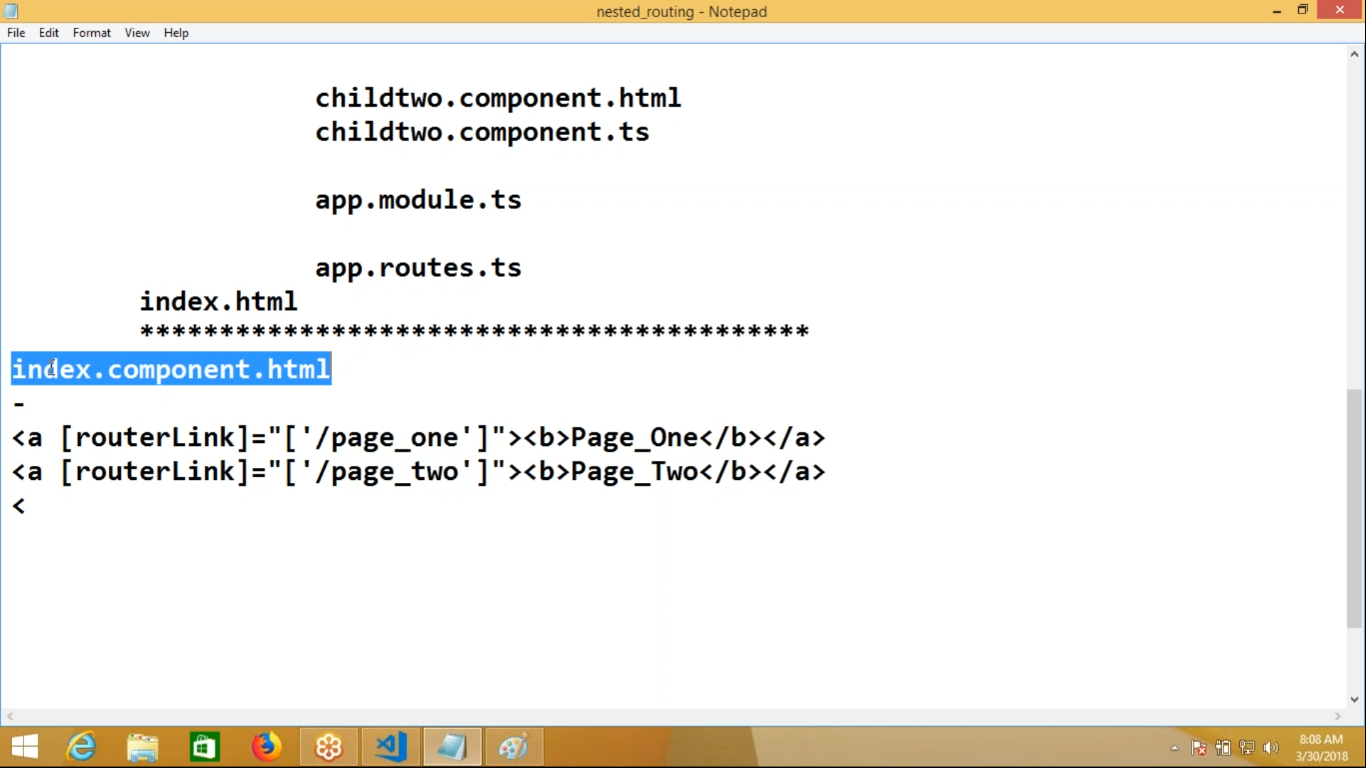 nested_routing - Notepad
File Edit Format View Help
childtwo.component.html
childtwo.component.ts
app.module.ts
app.routes.ts
index.html
******************************************
index.component.html
-
<a [routerLink]="['/page_one']"><b>Page_One</b></a>
<a [routerLink]="['/page_two']"><b>Page_Two</b></a>
<
8:08 AM
3/30/2018